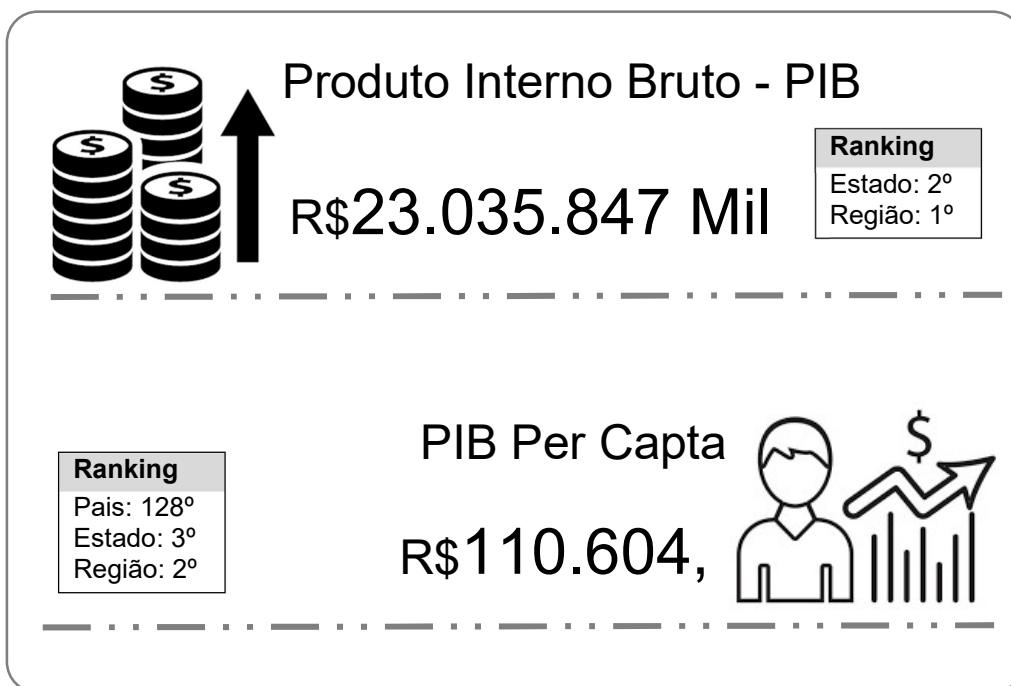 Produto Interno Bruto - PIB
R$23.035.847 Mil
Ranking
Estado: 2º
Região: 1º
PIB Per Capta
R$110.604,
Ranking
Pais: 128º
Estado: 3º
Região: 2º
$
$
$
$